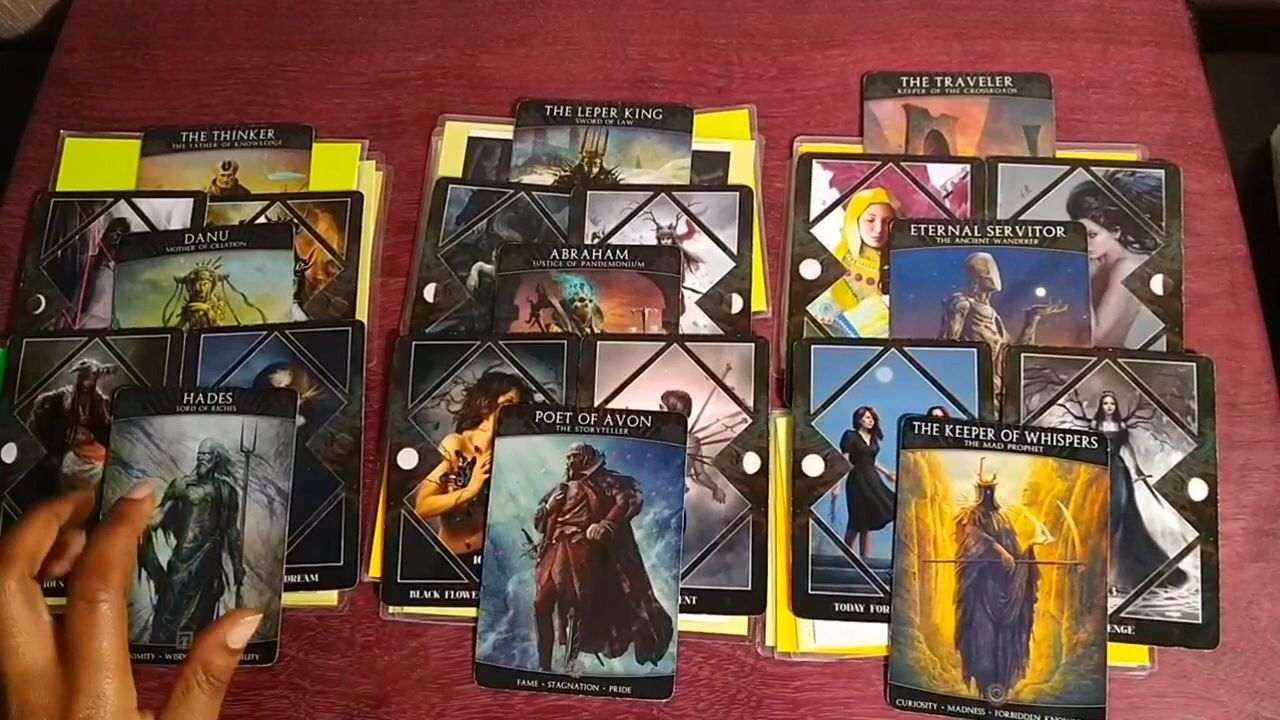 THE TRAVELER
KEEPER OF THE CROSSROADS
THE LEPER KING
SWORD OF LAW
THE THINKER
THE FATHER OF KNOWLEDGE
DANU
MOTHER OF CREATION
ABRAHAM
JUSTICE OF PANDEMONIUM
ETERNAL SERVITOR
THE ANCIENT WANDERER
HADES
LORD OF RICHES
POET OF AVON
THE STORYTELLER
THE KEEPER OF WHISPERS
THE MAD PROPHET
DREAM
BLACK FLOWE
TODAY FOR
FAME • STAGNATION • PRIDE
CURIOSITY • MADNESS • FORBIDDEN KNOW